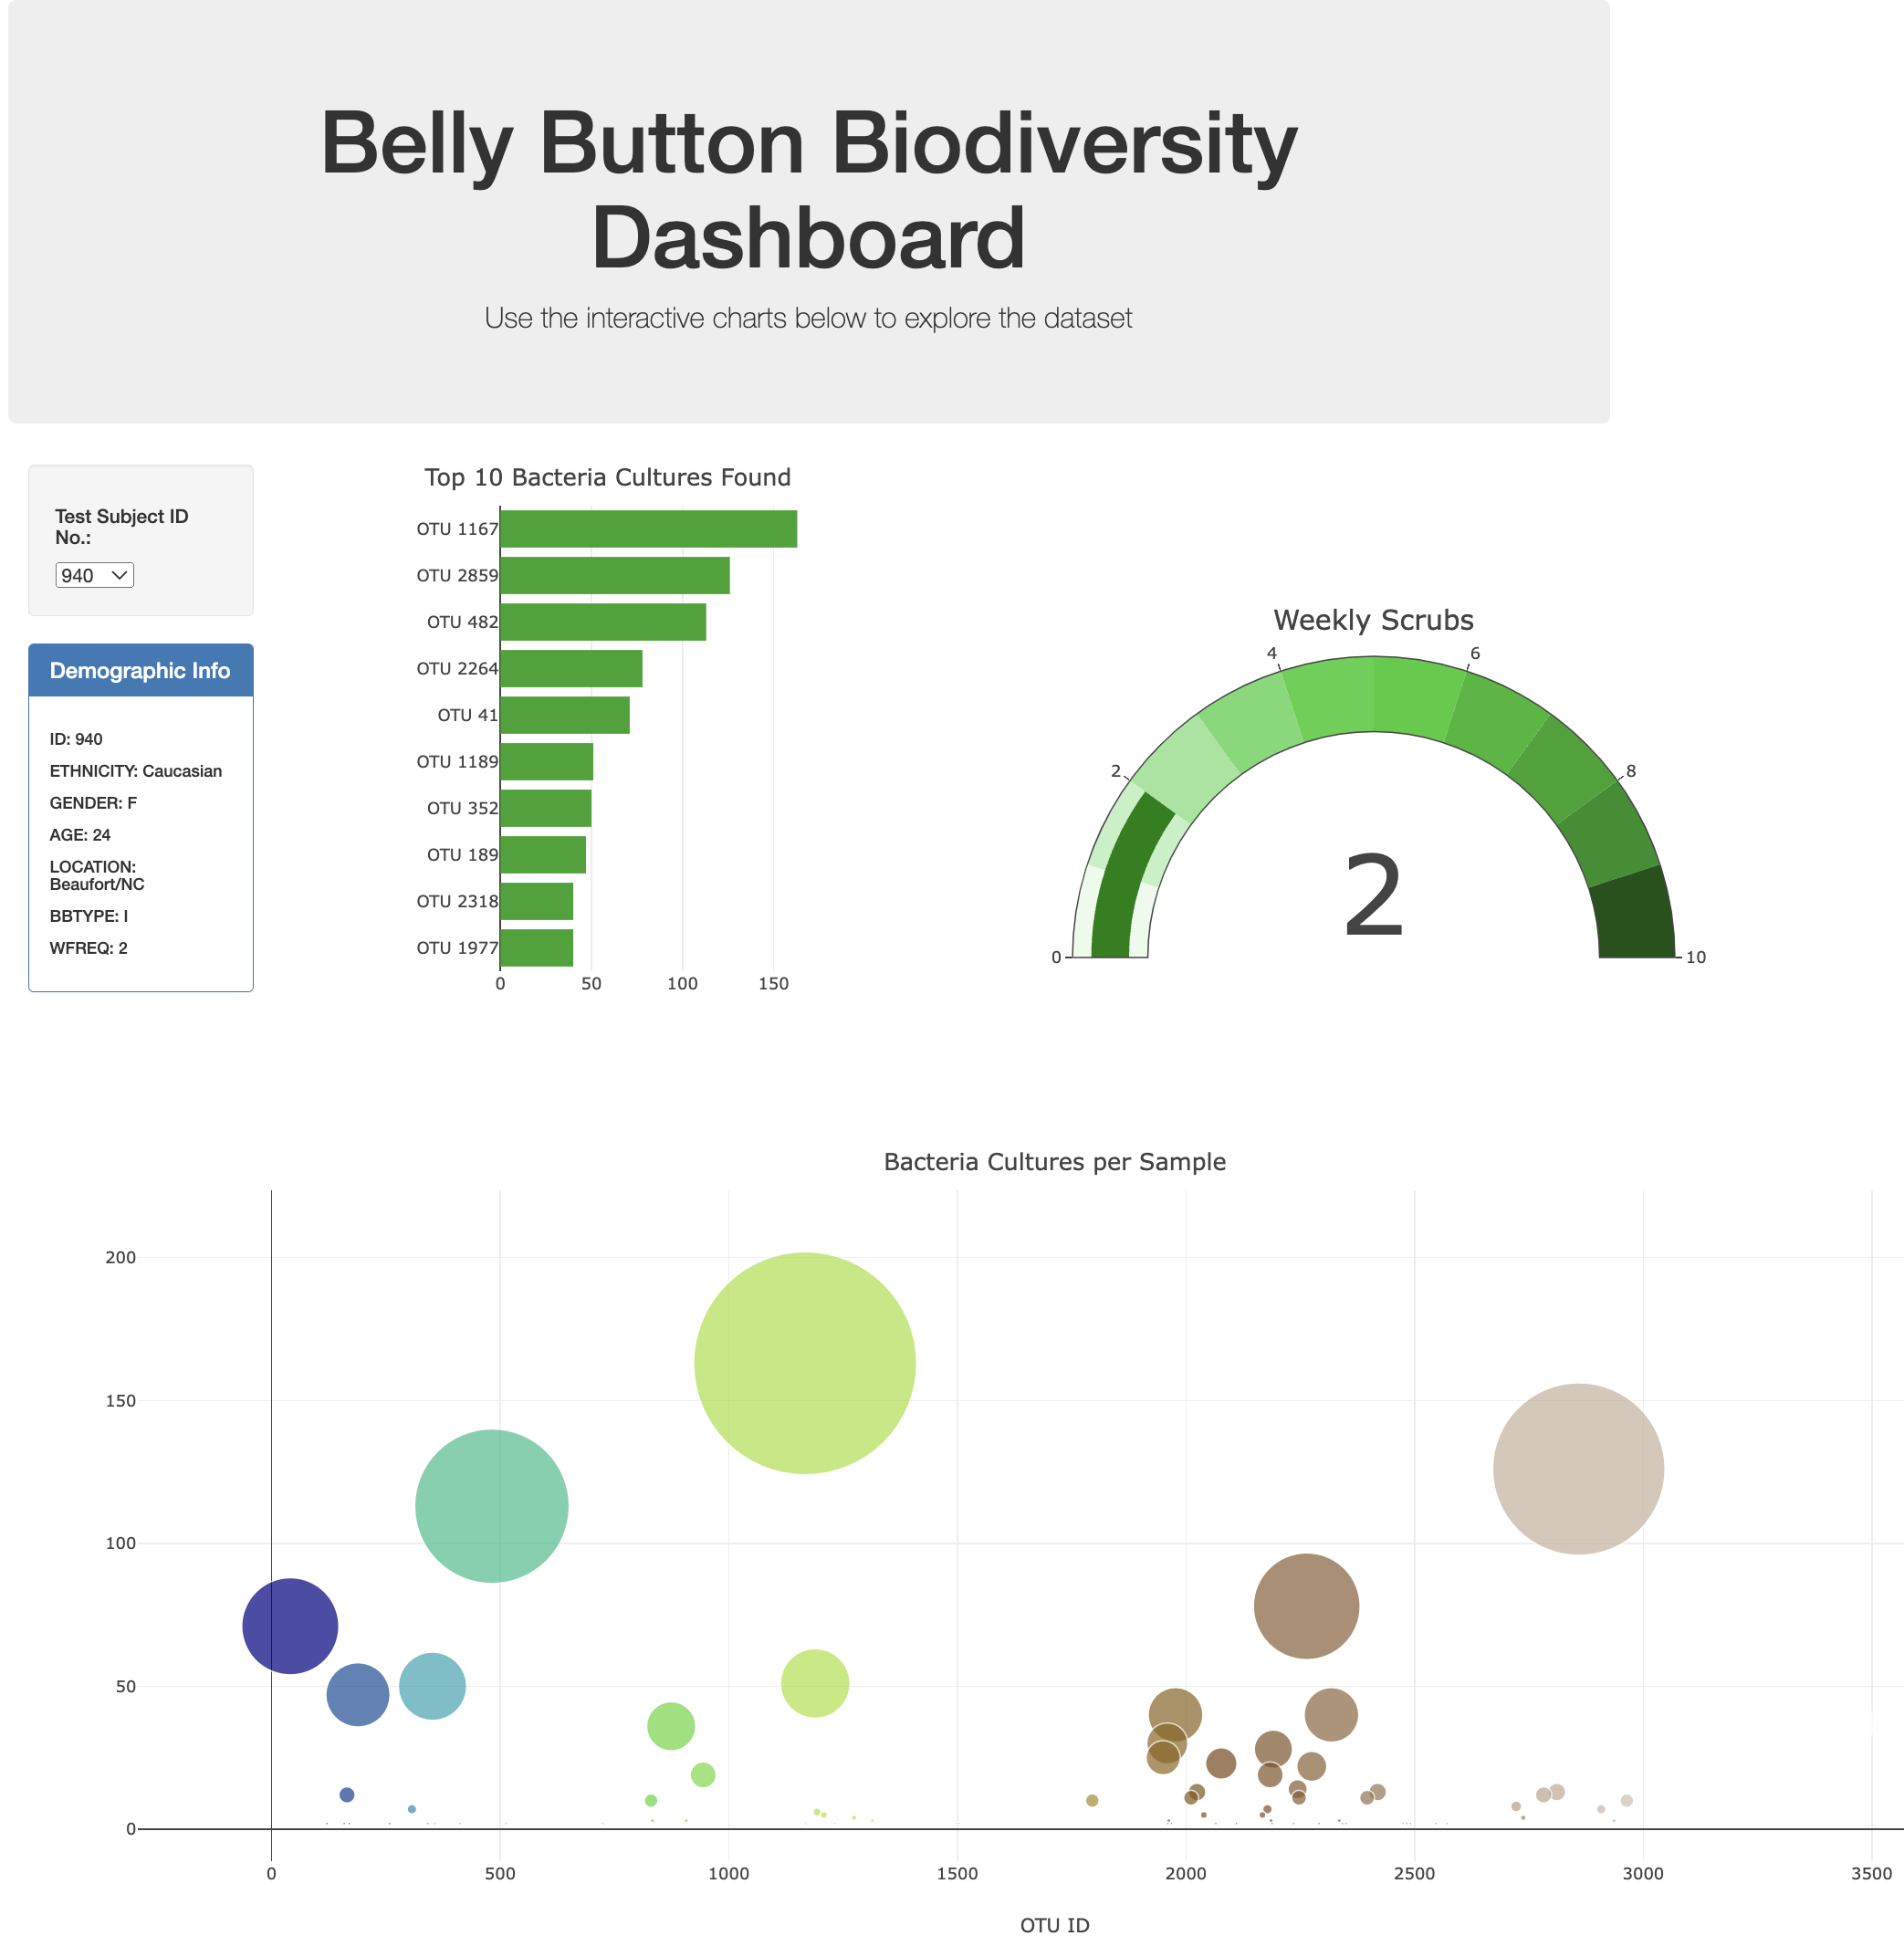 Belly Button Biodiversity
Dashboard
Use the interactive charts below to explore the dataset
Test Subject ID
No.:
940
Demographic Info
ID: 940
ETHNICITY: Caucasian
GENDER: F
AGE: 24
LOCATION:
Beaufort/NC
BBTYPE: I
WFREQ: 2
Top 10 Bacteria Cultures Found
OTU 1167
OTU 2859
OTU 482
OTU 2264
OTU 41
OTU 1189
OTU 352
OTU 189
OTU 2318
OTU 1977
0 50 100 150
Weekly Scrubs
4 6
2 8
2
0 10
Bacteria Cultures per Sample
200
150
100
50
0
0 500 1000 1500 2000 2500 3000 3500
OTU ID